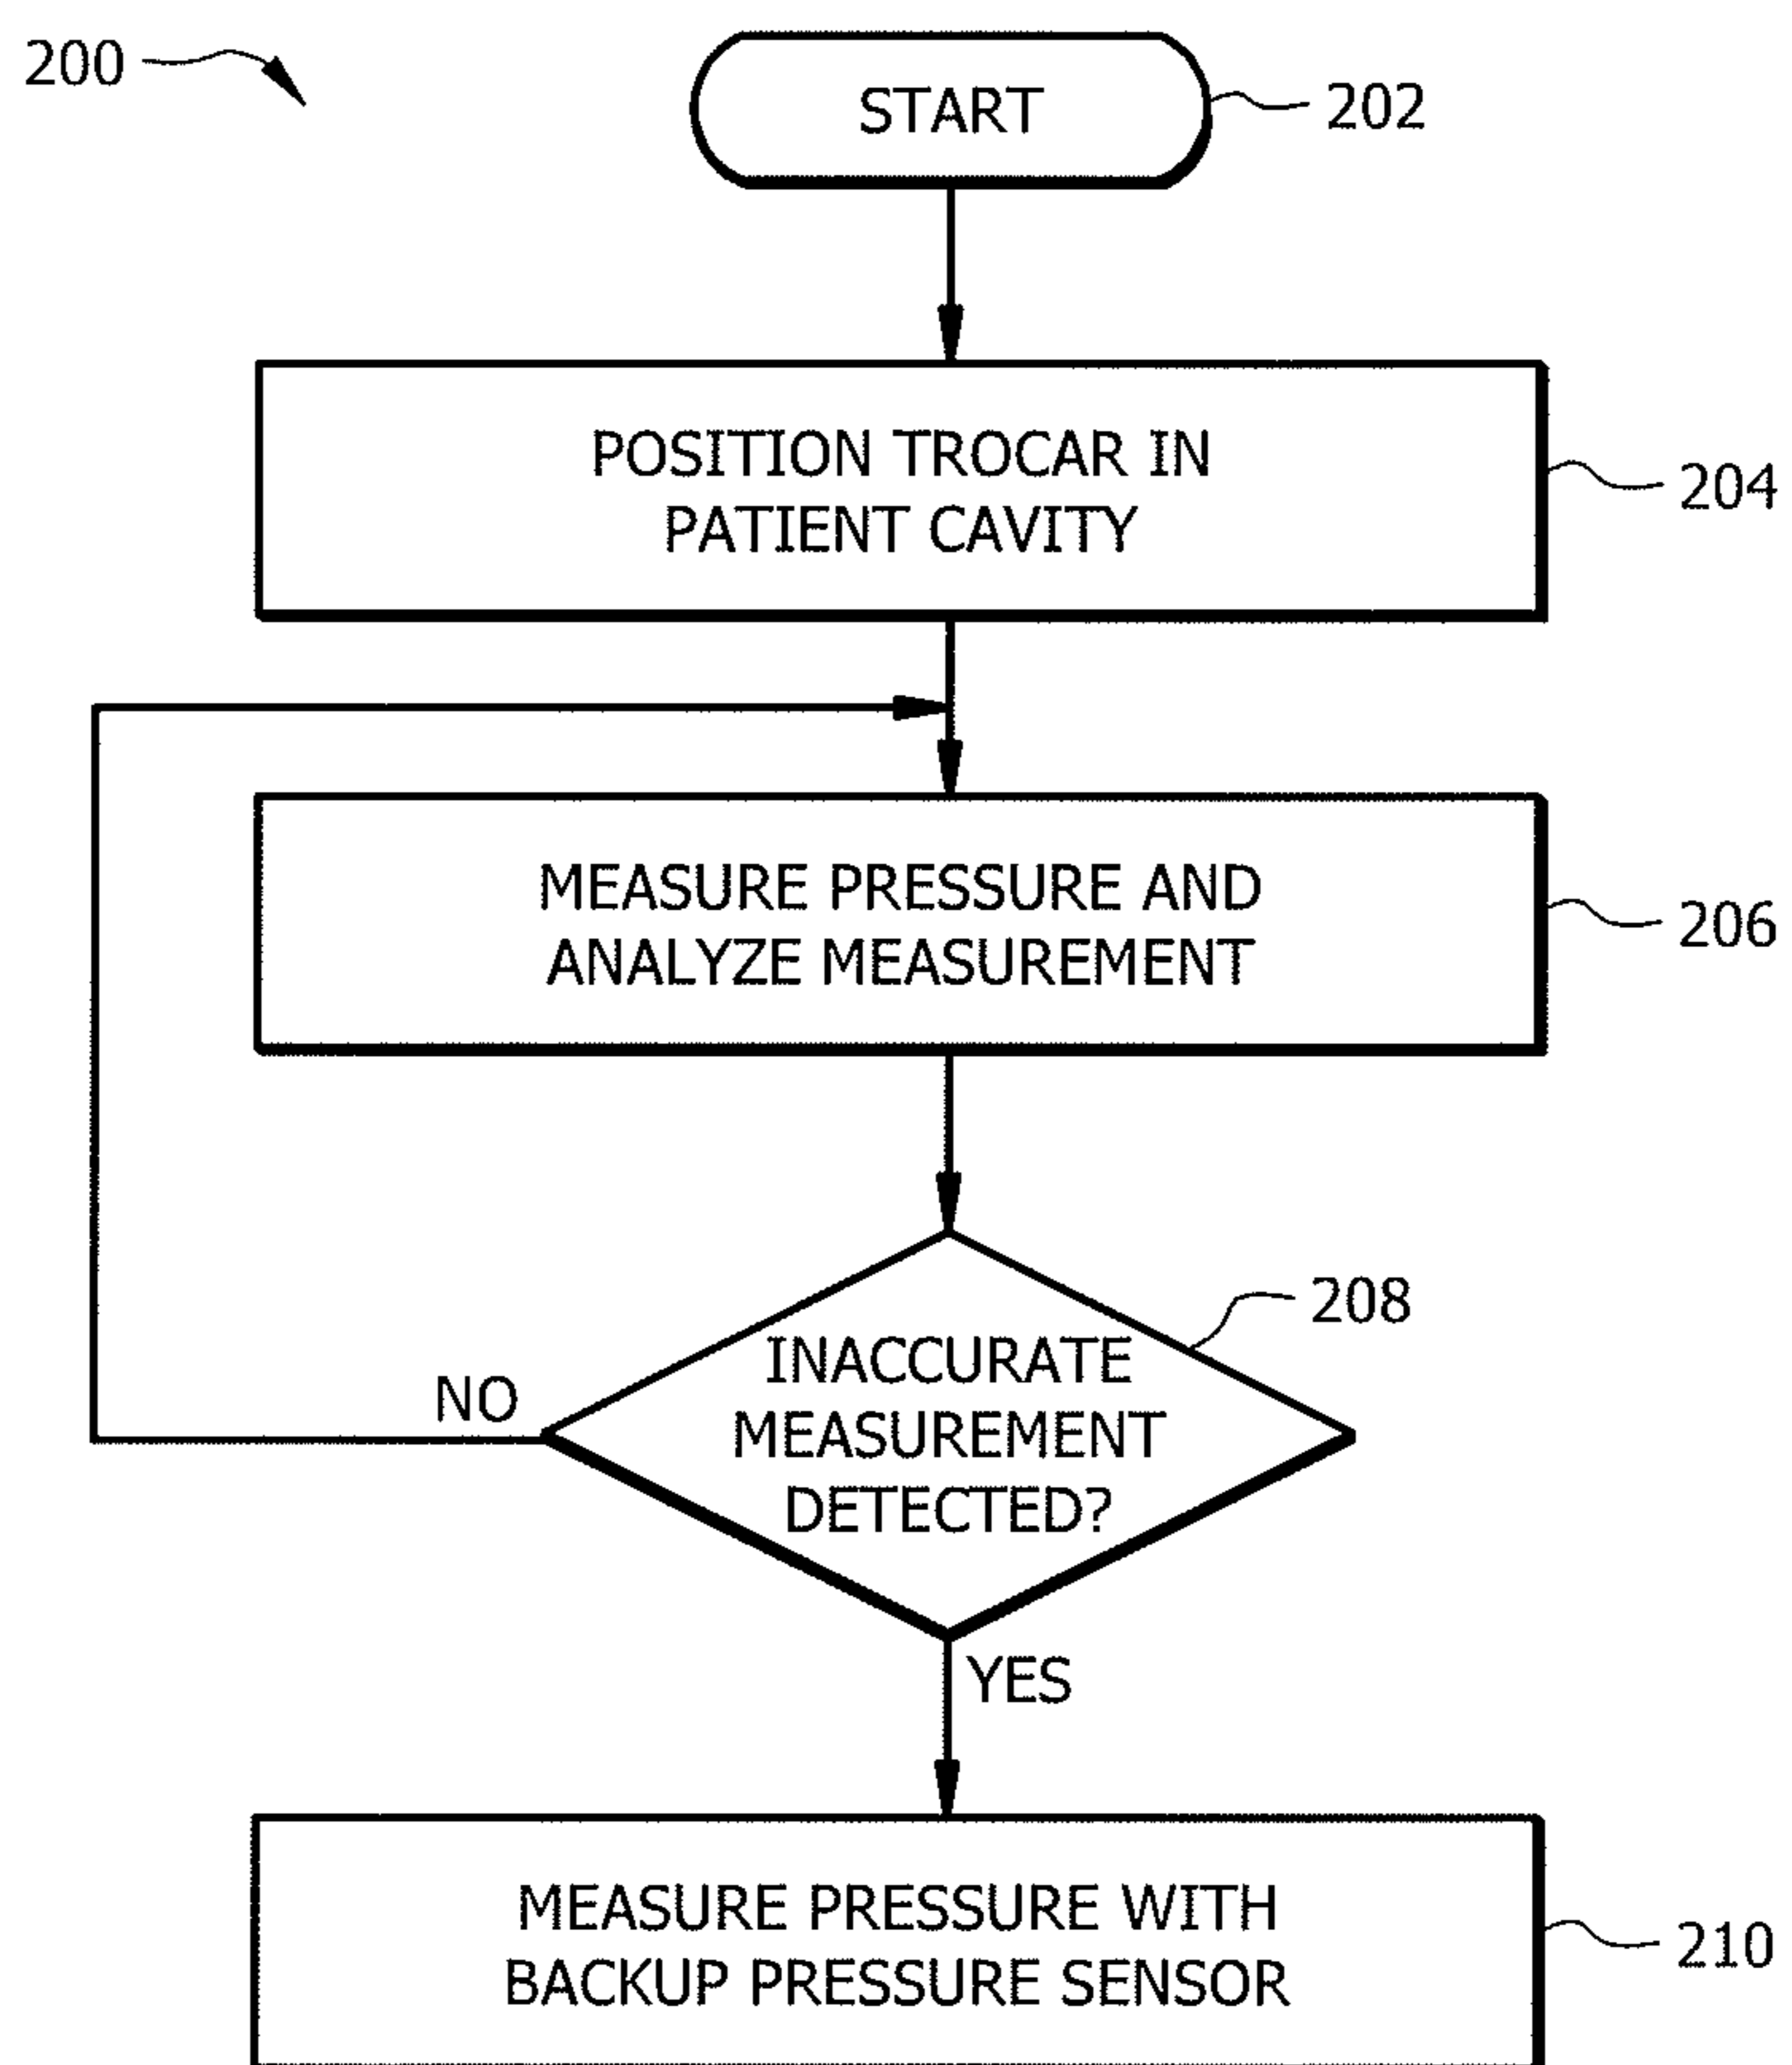 200
START
202
POSITION TROCAR IN
PATIENT CAVITY
204
MEASURE PRESSURE AND
ANALYZE MEASUREMENT
206
208
INACCURATE
MEASUREMENT
DETECTED?
NO
YES
MEASURE PRESSURE WITH
BACKUP PRESSURE SENSOR
210